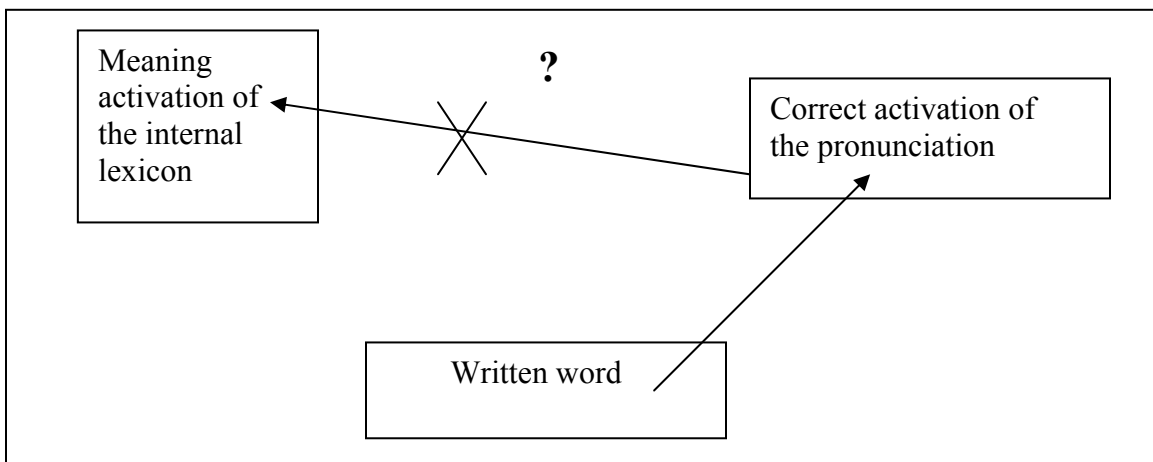 Meaning
activation of
the internal
lexicon
?
Correct activation of
the pronunciation
Written word